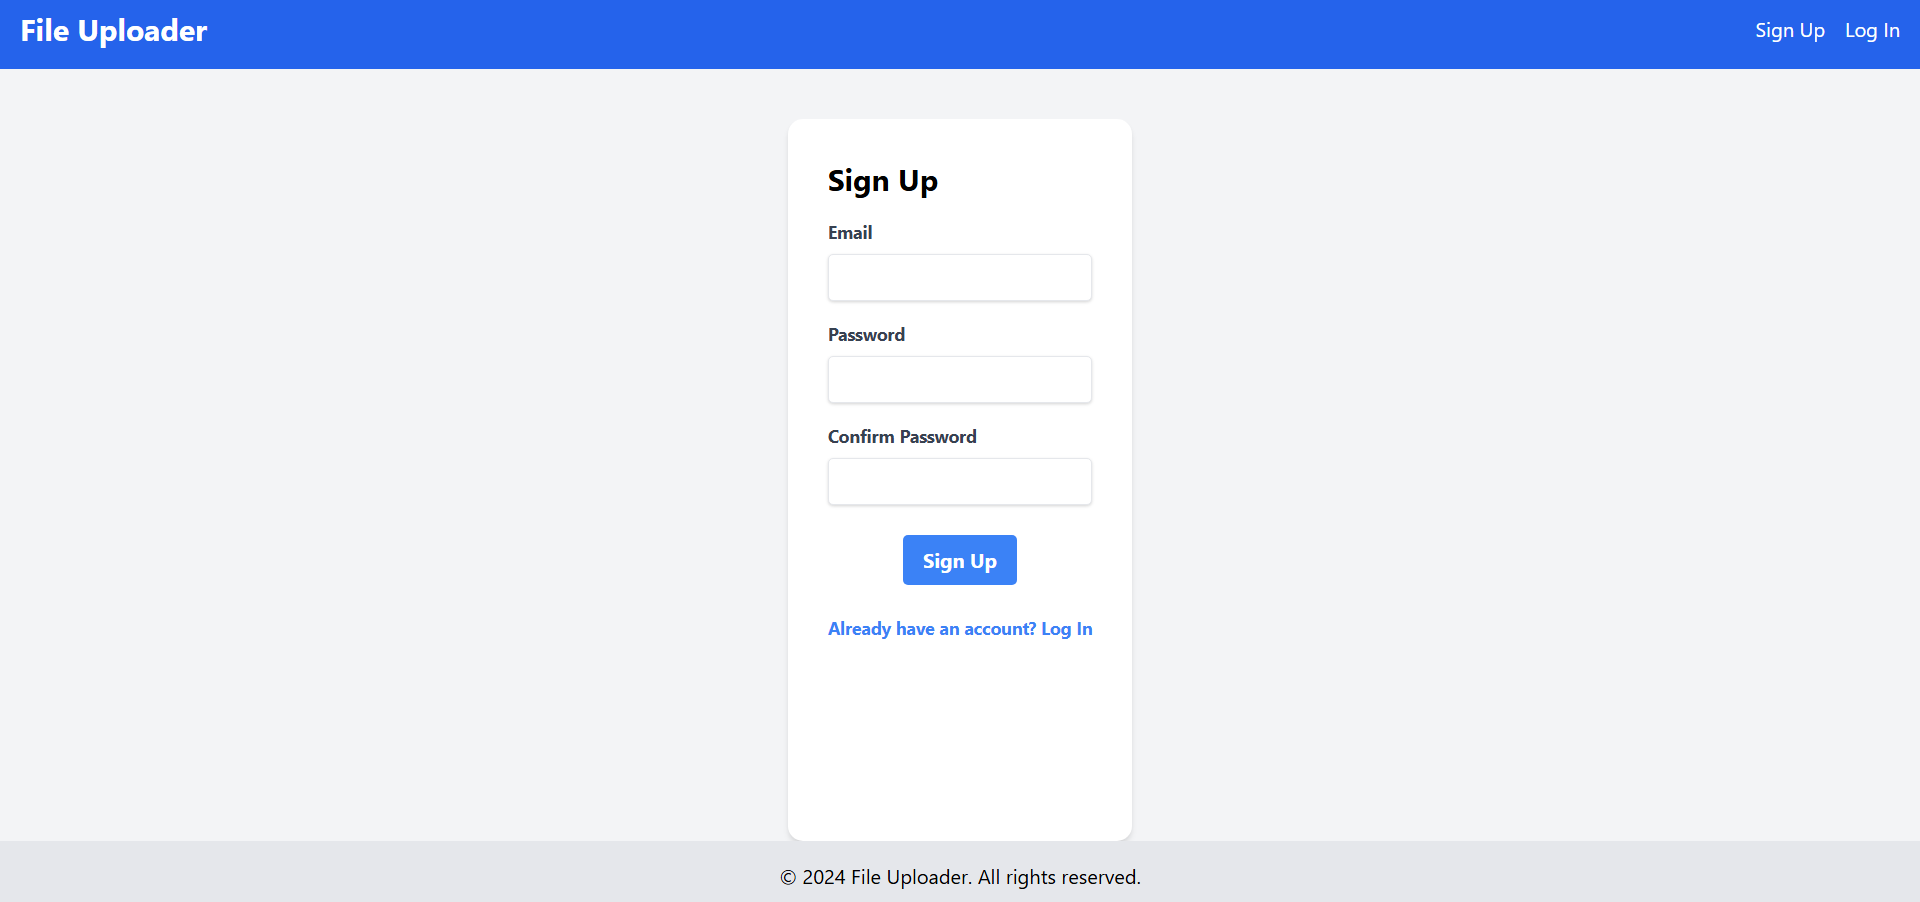 File Uploader
Sign Up
Log In
Sign Up
Email
Password
Confirm Password
Sign Up
Already have an account? Log In
© 2024 File Uploader. All rights reserved.